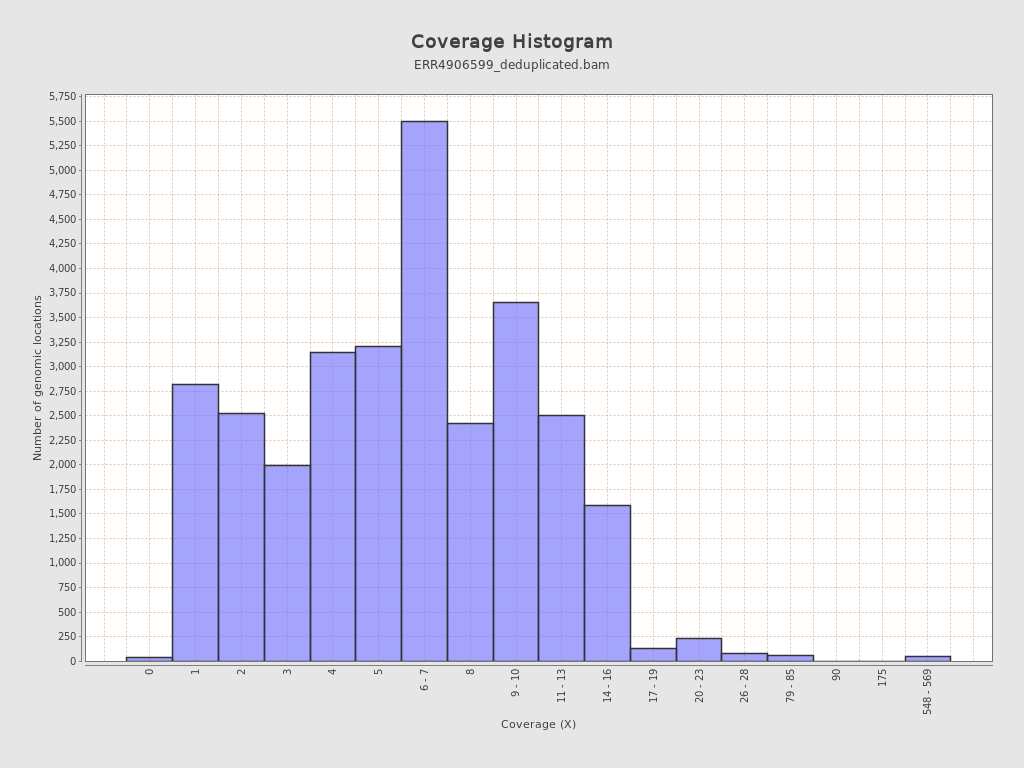 Coverage Histogram
ERR4906599_deduplicated.bam
5,750
5,500
5,250
5,000
4,750
4,500
4,250
4,000
3,750
3,500
3,250
3,000
2,750
2,500
2,250
2,000
1,750
1,500
1,250
1,000
750
500
250
0
Number of genomic locations
0
1
2
3
4
5
6 - 7
8
9 - 10
11 - 13
14 - 16
17 - 19
20 - 23
26 - 28
79 - 85
90
175
548 - 569
Coverage (X)